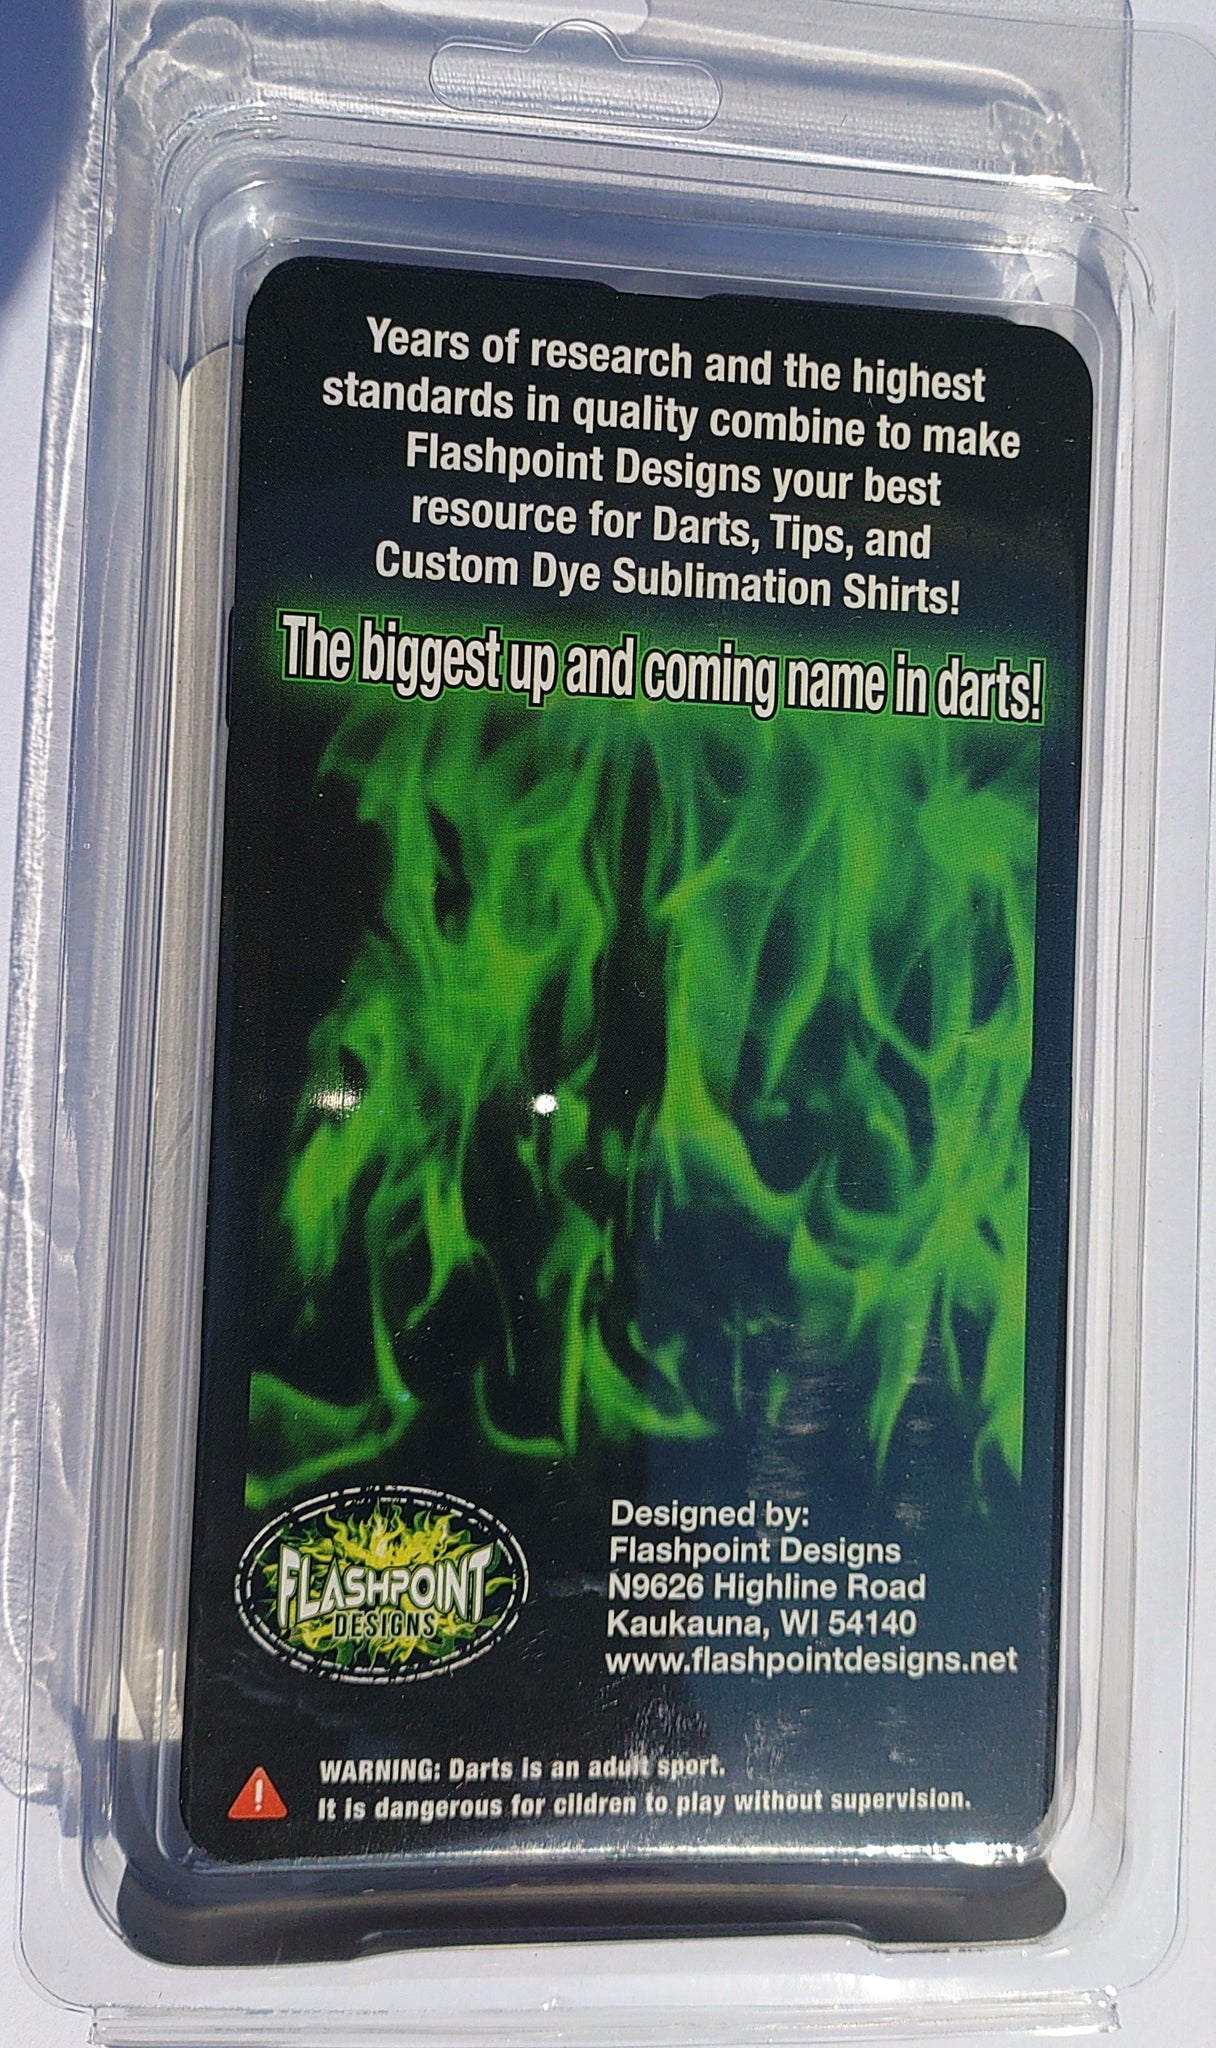 Years of research and the highest
standards in quality combine to make
Flashpoint Designs your best
resource for Darts, Tips, and
Custom Dye Sublimation Shirts!
The biggest up and coming name in darts!
FLASHPOINT
DESIGNS
Designed by:
Flashpoint Designs
N9626 Highline Road
Kaukauna, WI 54140
www.flashpointdesigns.net
WARNING: Darts is an adult sport.
It is dangerous for cildren to play without supervision.